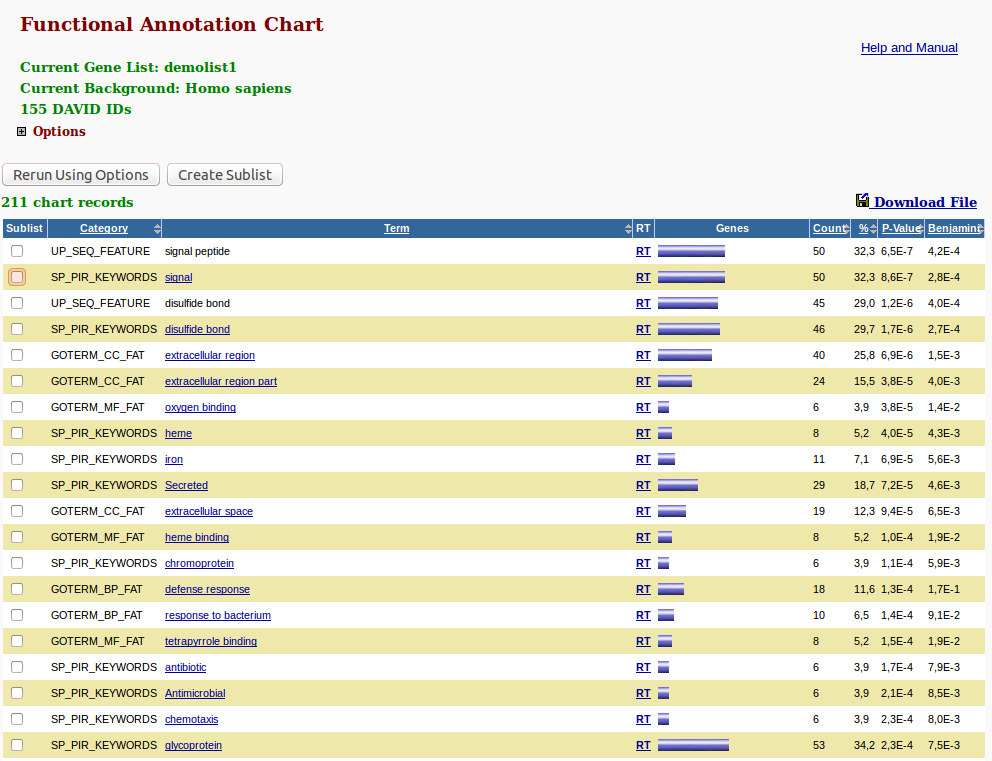 Functional Annotation Chart
Help and Manual
Current Gene List: demolist1
Current Background: Homo sapiens
155 DAVID IDs
Options
Rerun Using Options Create Sublist
211 chart records Download File
Sublist Category Term RT Genes Count % P-Value Benjamini
UP_SEQ_FEATURE signal peptide RT 50 32,3 6,5E-7 4,2E-4
SP_PIR_KEYWORDS signal RT 50 32,3 8,6E-7 2,8E-4
UP_SEQ_FEATURE disulfide bond RT 45 29,0 1,2E-6 4,0E-4
SP_PIR_KEYWORDS disulfide bond RT 46 29,7 1,7E-6 2,7E-4
GOTERM_CC_FAT extracellular region RT 40 25,8 6,9E-6 1,5E-3
GOTERM_CC_FAT extracellular region part RT 24 15,5 3,8E-5 4,0E-3
GOTERM_MF_FAT oxygen binding RT 6 3,9 3,8E-5 1,4E-2
SP_PIR_KEYWORDS heme RT 8 5,2 4,0E-5 4,3E-3
SP_PIR_KEYWORDS iron RT 11 7,1 6,9E-5 5,6E-3
SP_PIR_KEYWORDS Secreted RT 29 18,7 7,2E-5 4,6E-3
GOTERM_CC_FAT extracellular space RT 19 12,3 9,4E-5 6,5E-3
GOTERM_MF_FAT heme binding RT 8 5,2 1,0E-4 1,9E-2
SP_PIR_KEYWORDS chromoprotein RT 6 3,9 1,1E-4 5,9E-3
GOTERM_BP_FAT defense response RT 18 11,6 1,3E-4 1,7E-1
GOTERM_BP_FAT response to bacterium RT 10 6,5 1,4E-4 9,1E-2
GOTERM_MF_FAT tetrapyrrole binding RT 8 5,2 1,5E-4 1,9E-2
SP_PIR_KEYWORDS antibiotic RT 6 3,9 1,7E-4 7,9E-3
SP_PIR_KEYWORDS Antimicrobial RT 6 3,9 2,1E-4 8,5E-3
SP_PIR_KEYWORDS chemotaxis RT 6 3,9 2,3E-4 8,0E-3
SP_PIR_KEYWORDS glycoprotein RT 53 34,2 2,3E-4 7,5E-3